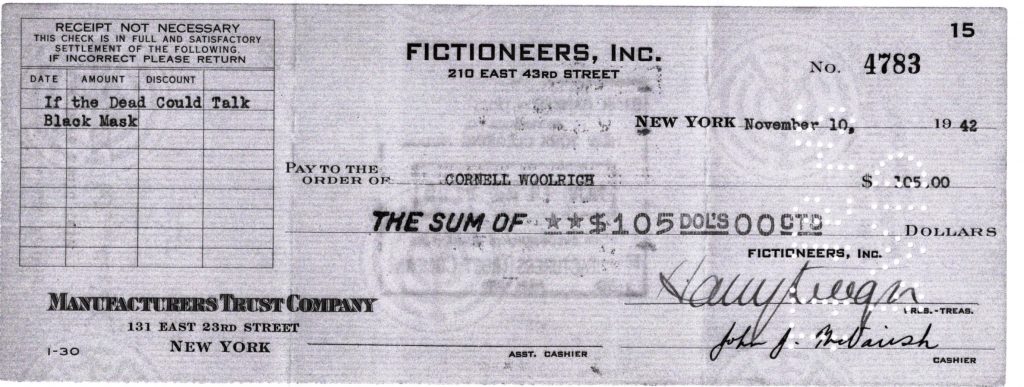 15
RECEIPT NOT NECESSARY
THIS CHECK IS IN FULL AND SATISFACTORY
SETTLEMENT OF THE FOLLOWING.
IF INCORRECT PLEASE RETURN
DATE AMOUNT DISCOUNT
If the Dead Could Talk
Black Mask
FICTIONEERS, INC.
210 EAST 43RD STREET
No. 4783
NEW YORK November 10, 1942
PAY TO THE
ORDER OF CORNELL WOOLRICH $ 105.00
THE SUM OF **$105 DOL'S 00 CTS DOLLARS
FICTIONEERS, INC.
PRES.-TREAS.
John J.
CASHIER
MANUFACTURERS TRUST COMPANY
131 EAST 23RD STREET
NEW YORK
1-30
ASST. CASHIER